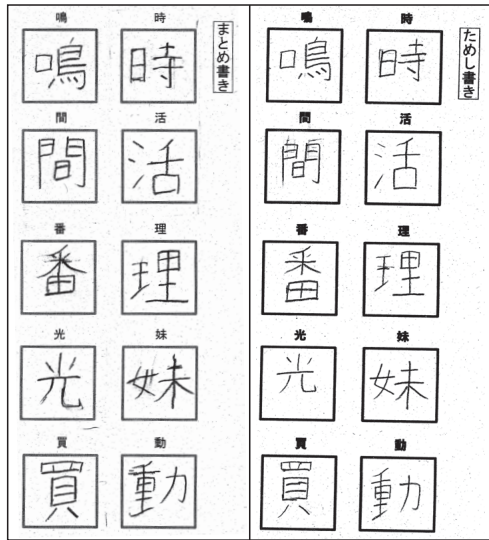 ためし書き
時
時
活
活
理
理
妹
妹
動
動
鳴
鳴
間
間
番
番
光
光
買
買
まとめ書き
時
時
活
活
理
理
妹
妹
動
動
鳴
鳴
間
間
番
番
光
光
買
買